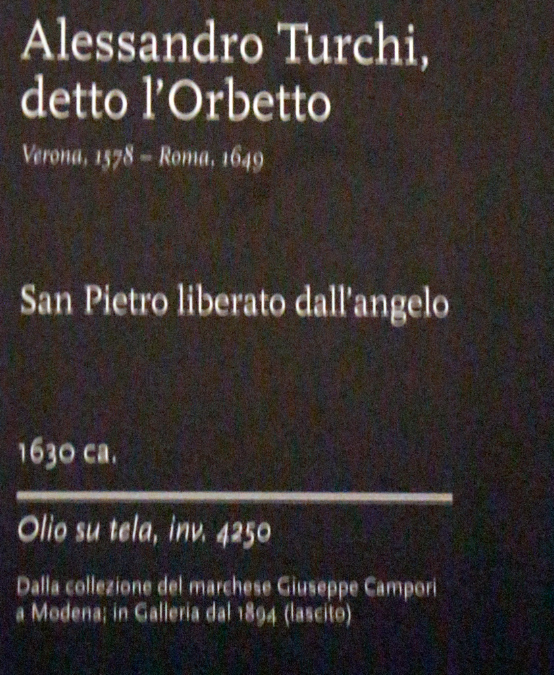 Alessandro Turchi,
detto l'Orbetto
Verona, 1578 – Roma, 1649
San Pietro liberato dall'angelo
1630 ca.
Olio su tela, inv. 4250
Dalla collezione del marchese Giuseppe Campori
a Modena; in Galleria dal 1894 (lascito)